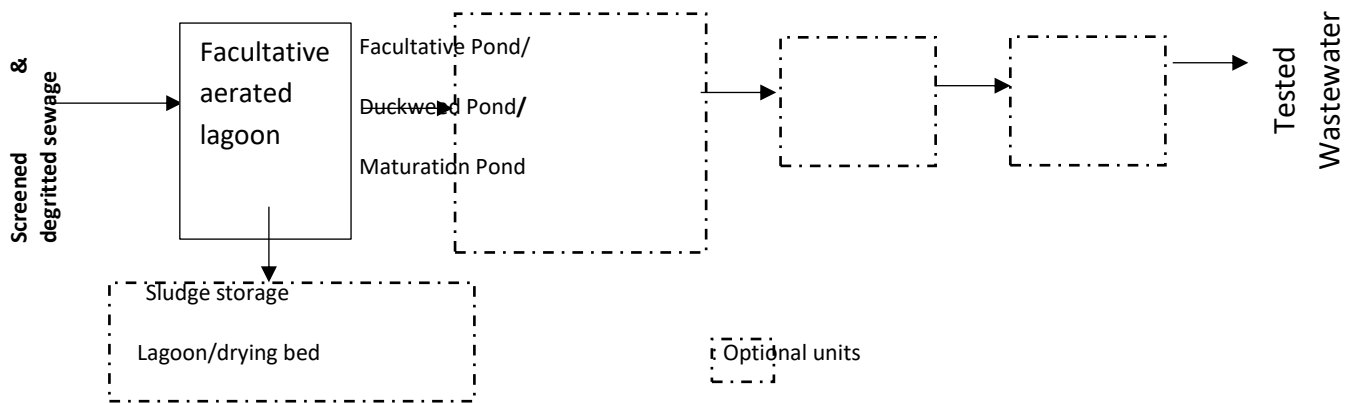 Screened &
degritted sewage
Facultative
aerated
lagoon
Facultative Pond/
Duckweed Pond/
Maturation Pond
Tested
Wastewater
Sludge storage
Lagoon/drying bed
: Optional units